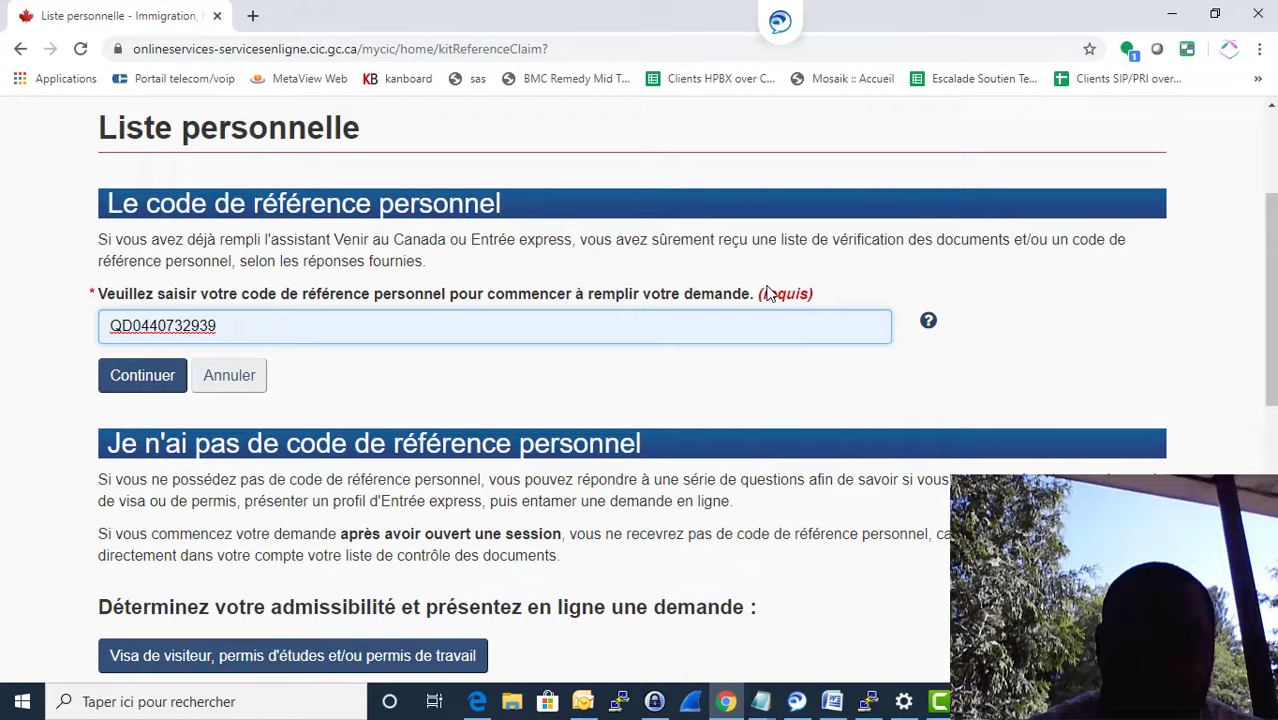 Liste personnelle - Immigration,
onlineservices-servicesenligne.cic.gc.ca/mycic/home/kitReferenceClaim?
Applications
Portail telecom/voip
MetaView Web
KB kanboard
sas
BMC Remedy Mid T...
Clients HPBX over C...
Mosaik :: Accueil
Escalade Soutien Te...
Clients SIP/PRI over...
»
Liste personnelle
Le code de référence personnel
Si vous avez déjà rempli l'assistant Venir au Canada ou Entrée express, vous avez sûrement reçu une liste de vérification des documents et/ou un code de
référence personnel, selon les réponses fournies.
* Veuillez saisir votre code de référence personnel pour commencer à remplir votre demande. (requis)
QD0440732939
?
Continuer
Annuler
Je n'ai pas de code de référence personnel
Si vous ne possédez pas de code de référence personnel, vous pouvez répondre à une série de questions afin de savoir si vous
de visa ou de permis, présenter un profil d'Entrée express, puis entamer une demande en ligne.
Si vous commencez votre demande après avoir ouvert une session, vous ne recevrez pas de code de référence personnel, ca
directement dans votre compte votre liste de contrôle des documents.
Déterminez votre admissibilité et présentez en ligne une demande :
Visa de visiteur, permis d'études et/ou permis de travail
Taper ici pour rechercher